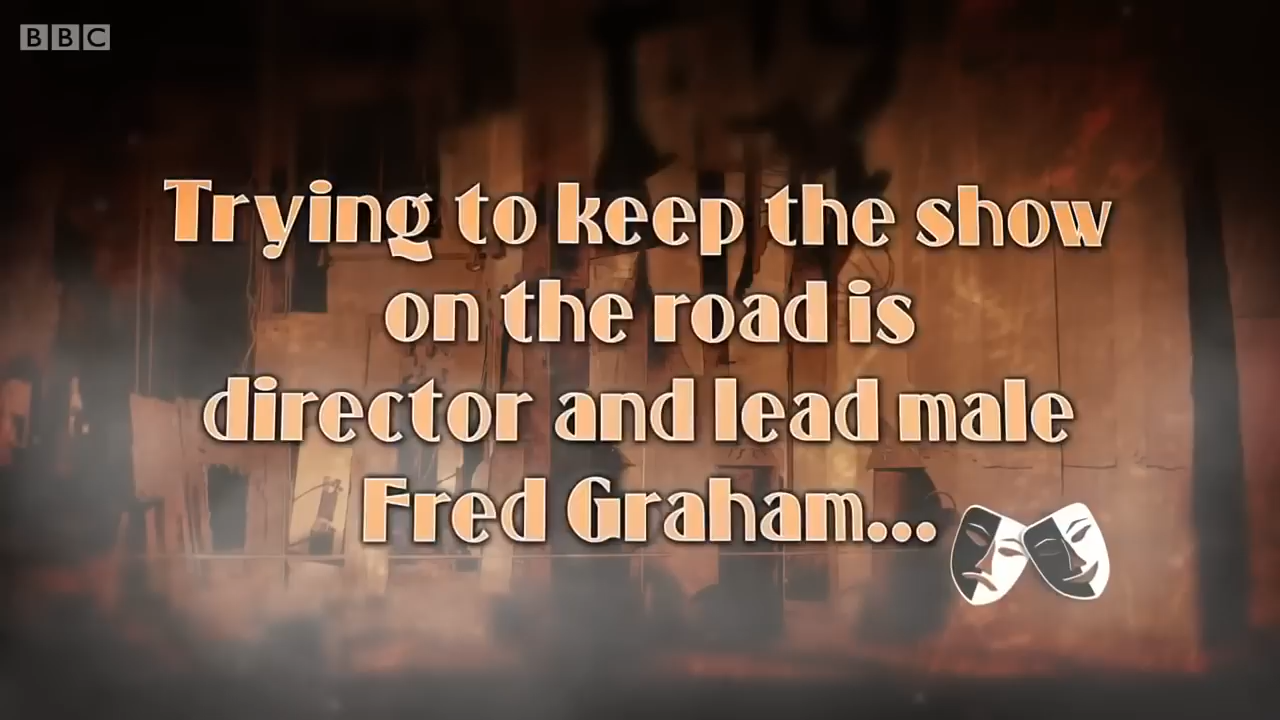 BBC
Trying to keep the show
on the road is
director and lead male
Fred Graham...